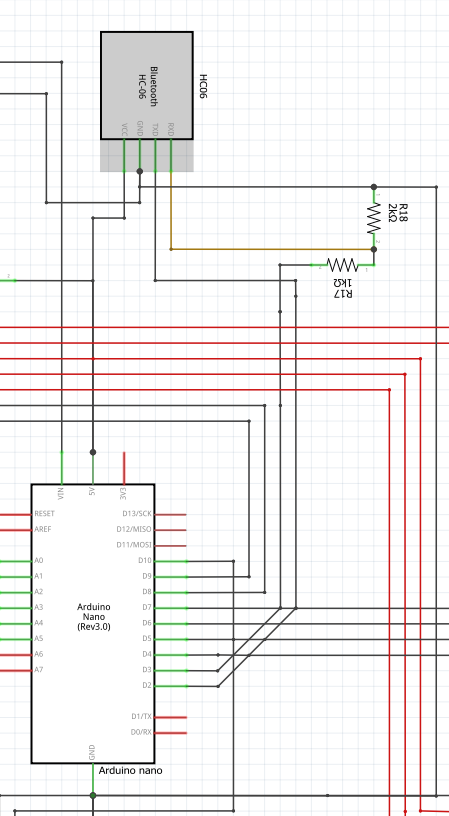 Bluetooth
HC-06
HC06
VCC
GND
TXD
RXD
R18
2kΩ
1kΩ
R17
VIN
5V
3V3
RESET
AREF
A0
A1
A2
A3
A4
A5
A6
A7
D13/SCK
D12/MISO
D11/MOSI
D10
D9
D8
D7
D6
D5
D4
D3
D2
D1/TX
D0/RX
Arduino
Nano
(Rev3.0)
GND
Arduino nano